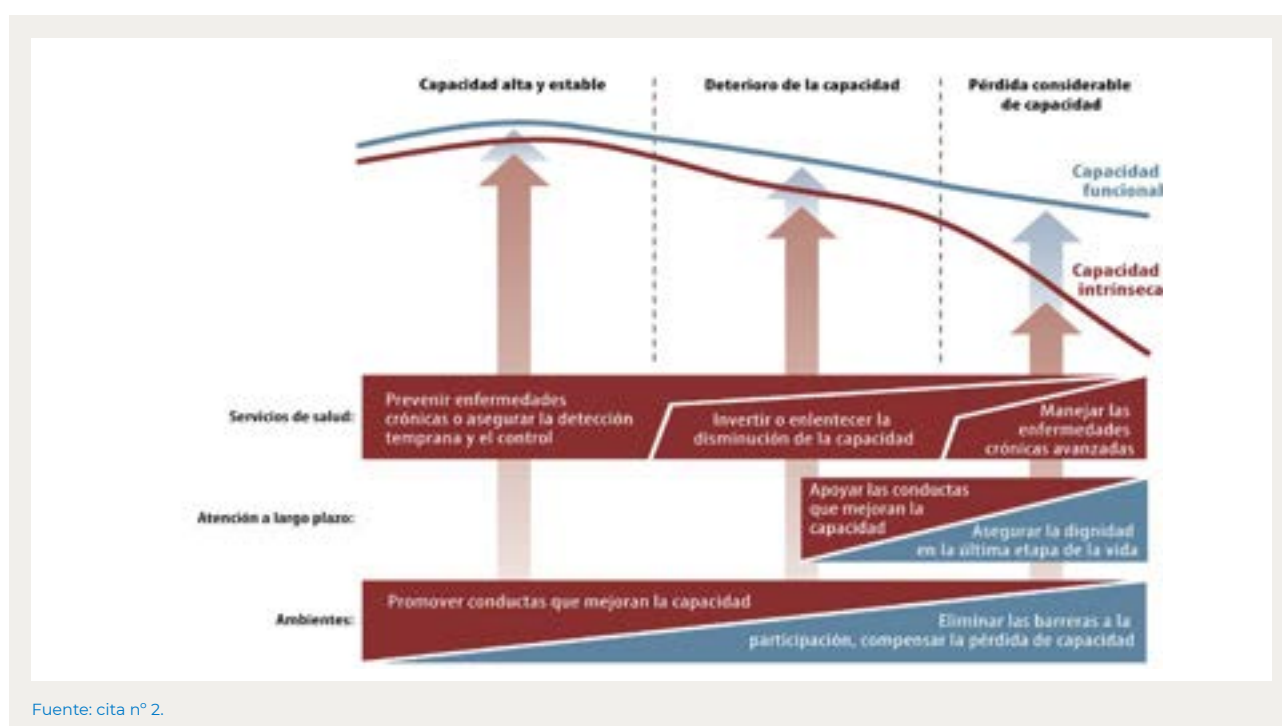 Capacidad alta y estable
Deterioro de la capacidad
Pérdida considerable
de capacidad
Capacidad
funcional
Capacidad
intrínseca
Servicios de salud:
Prevenir enfermedades
crónicas o asegurar la detección
temprana y el control
Invertir o enlentecer la
disminución de la capacidad
Manejar las
enfermedades
crónicas avanzadas
Atención a largo plazo:
Apoyar las conductas
que mejoran la
capacidad
Asegurar la dignidad
en la última etapa de la vida
Ambientes:
Promover conductas que mejoran la capacidad
Eliminar las barreras a la
participación, compensar la pérdida de capacidad
Fuente: cita nº 2.